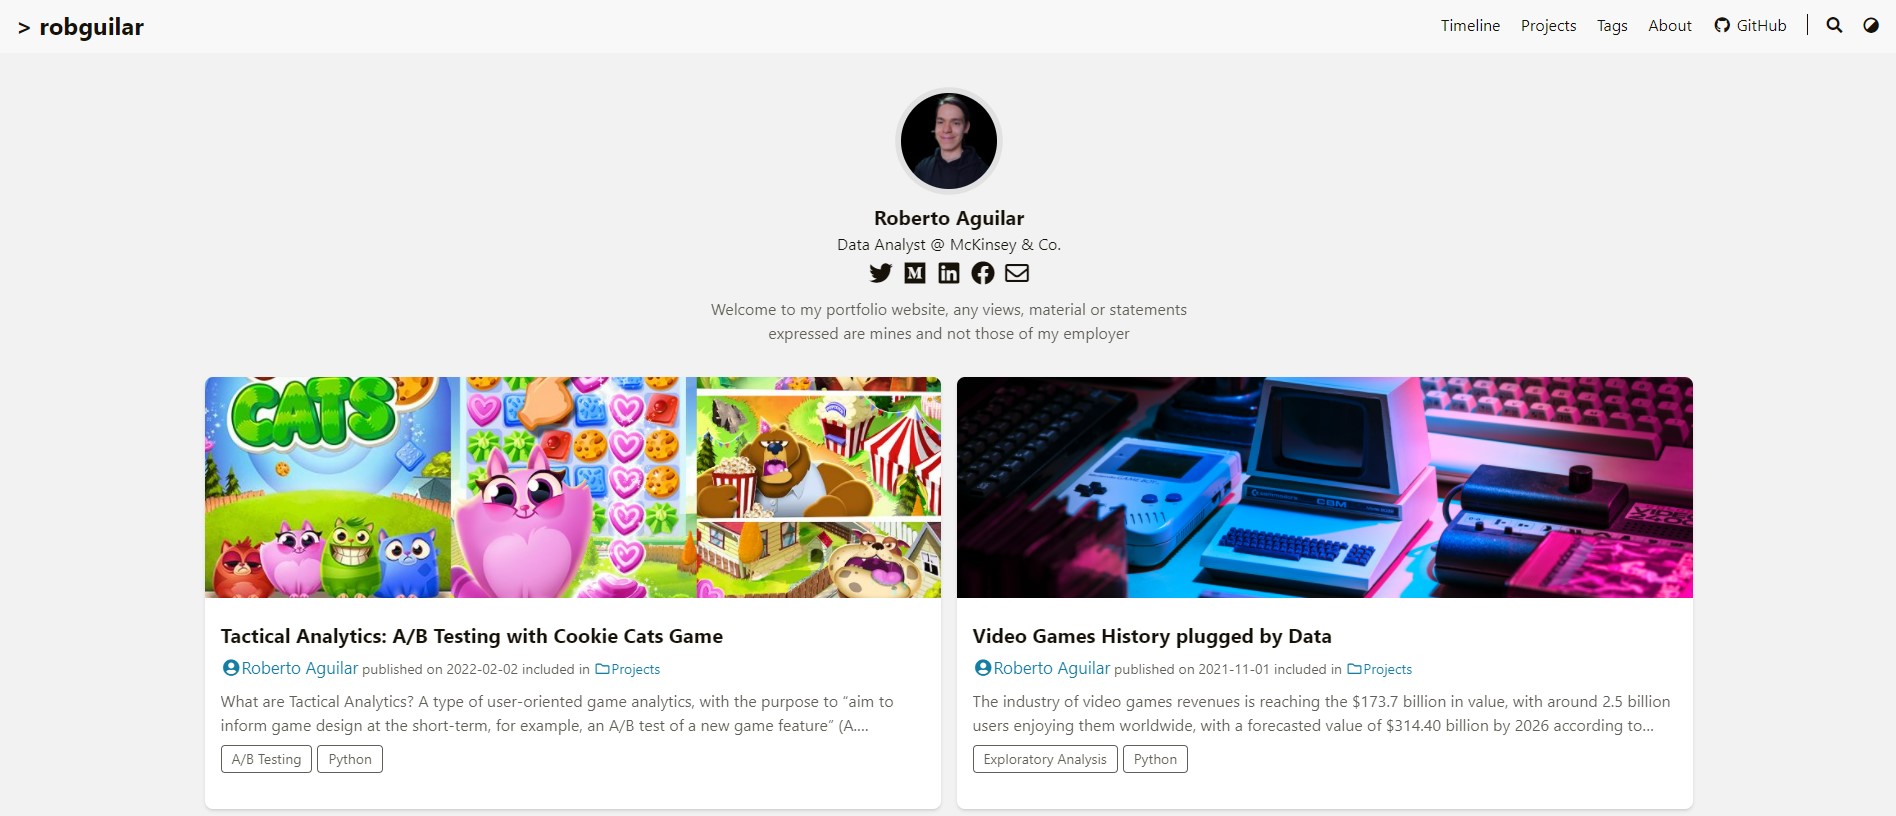 > robguilar
Timeline Projects Tags About GitHub
Roberto Aguilar
Data Analyst @ McKinsey & Co.
Welcome to my portfolio website, any views, material or statements
expressed are mines and not those of my employer
CATS
CBM
Tactical Analytics: A/B Testing with Cookie Cats Game
Roberto Aguilar published on 2022-02-02 included in Projects
What are Tactical Analytics? A type of user-oriented game analytics, with the purpose to “aim to
inform game design at the short-term, for example, an A/B test of a new game feature” (A....
A/B Testing Python
Video Games History plugged by Data
Roberto Aguilar published on 2021-11-01 included in Projects
The industry of video games revenues is reaching the $173.7 billion in value, with around 2.5 billion
users enjoying them worldwide, with a forecasted value of $314.40 billion by 2026 according to...
Exploratory Analysis Python